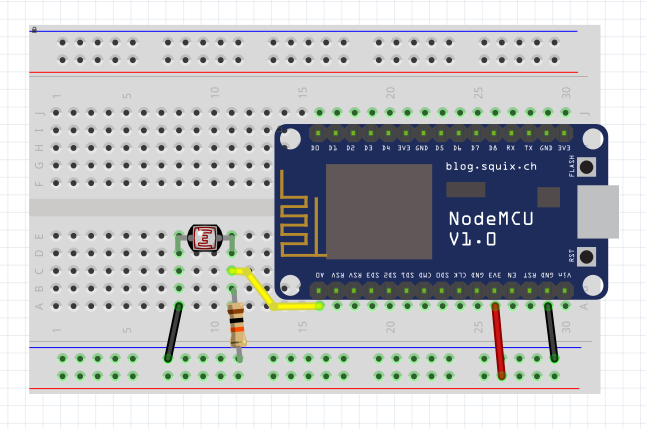 1 5 10 15 20 25 30
J J
I
H
G
F
D0 D1 D2 D3 D4 3V3 GND D5 D6 D7 D8 RX TX GND 3V3
FLASH
blog.squix.ch
NodeMCU
V1.0
E
D
C
B
A A
RST
A0 RSV RSV SD3 SD2 SD1 CMD SD0 CLK GND 3V3 EN RST GND Vin
1 5 10 15 20 25 30